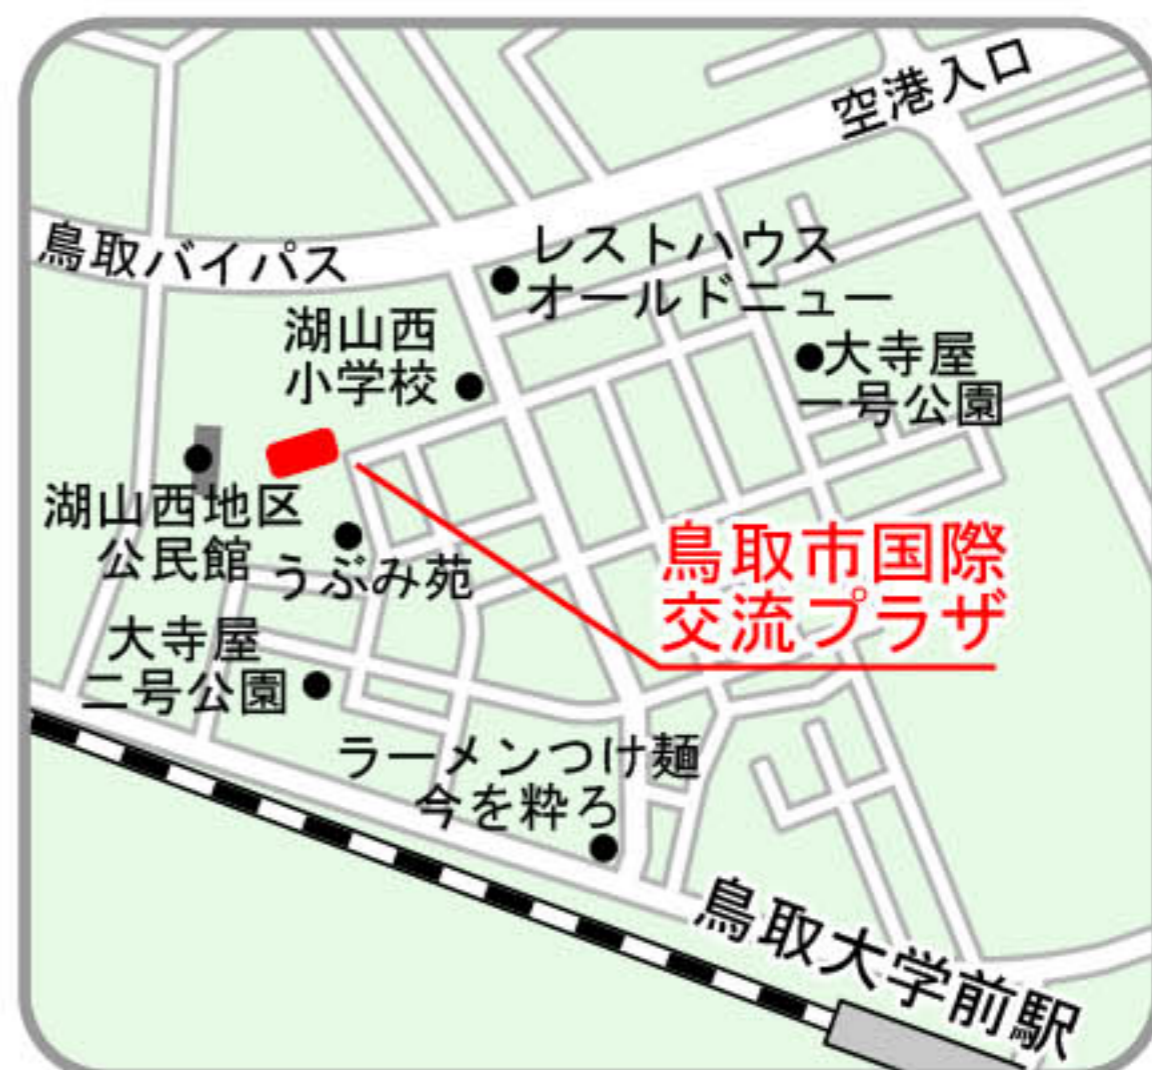 空港入口
鳥取バイパス
レストハウス
オールドニュー
湖山西
小学校
大寺屋
一号公園
湖山西地区
公民館
うぶみ苑
鳥取市国際
交流プラザ
大寺屋
二号公園
ラーメンつけ麺
今を粋ろ
鳥取大学前駅